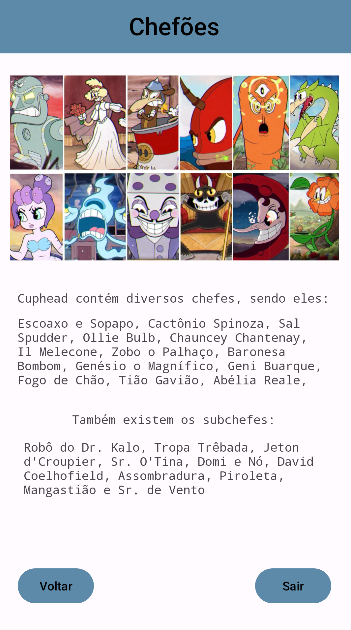 Chefões
Cuphead contém diversos chefes, sendo eles:
Escoaxo e Sopapo, Cactônio Spinoza, Sal
Spudder, Ollie Bulb, Chauncey Chantenay,
Il Melecone, Zobo o Palhaço, Baronesa
Bombom, Genésio o Magnífico, Geni Buarque,
Fogo de Chão, Tião Gavião, Abélia Reale,
Também existem os subchefes:
Robô do Dr. Kalo, Tropa Trêbada, Jeton
d'Croupier, Sr. O'Tina, Domi e Nó, David
Coelhofield, Assombradura, Piroleta,
Mangastião e Sr. de Vento
Voltar
Sair